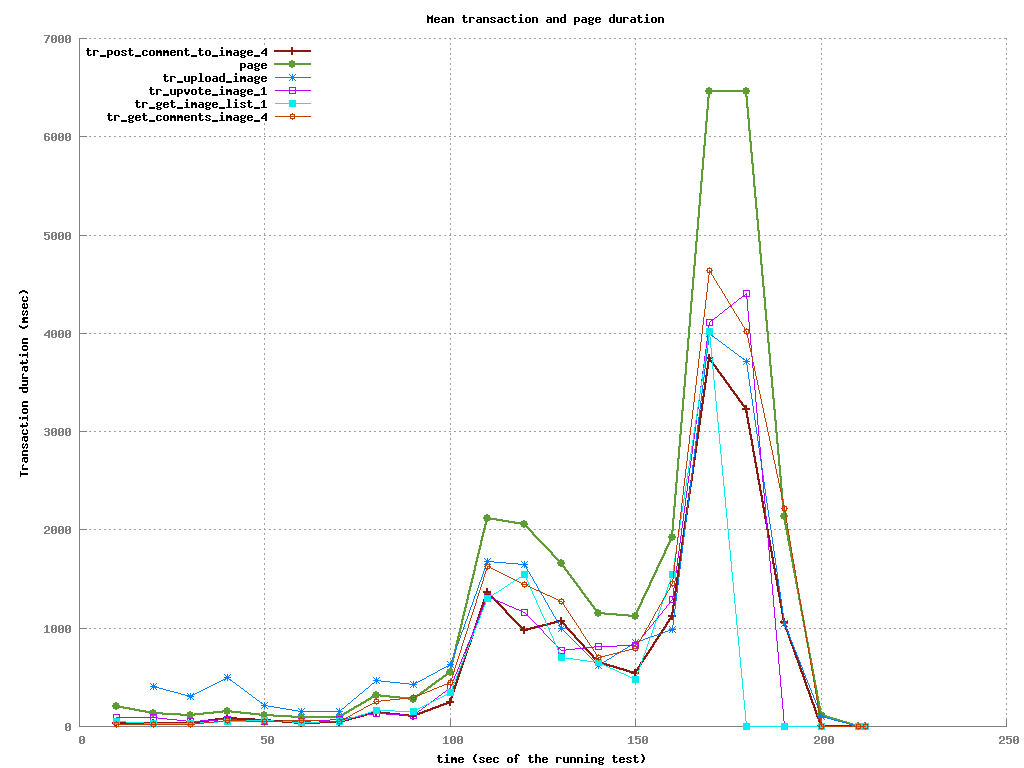 Mean transaction and page duration
7000
6000
5000
4000
3000
2000
1000
0
Transaction duration (msec)
tr_post_comment_to_image_4
page
tr_upload_image
tr_upvote_image_1
tr_get_image_list_1
tr_get_comments_image_4
0 50 100 150 200 250
time (sec of the running test)